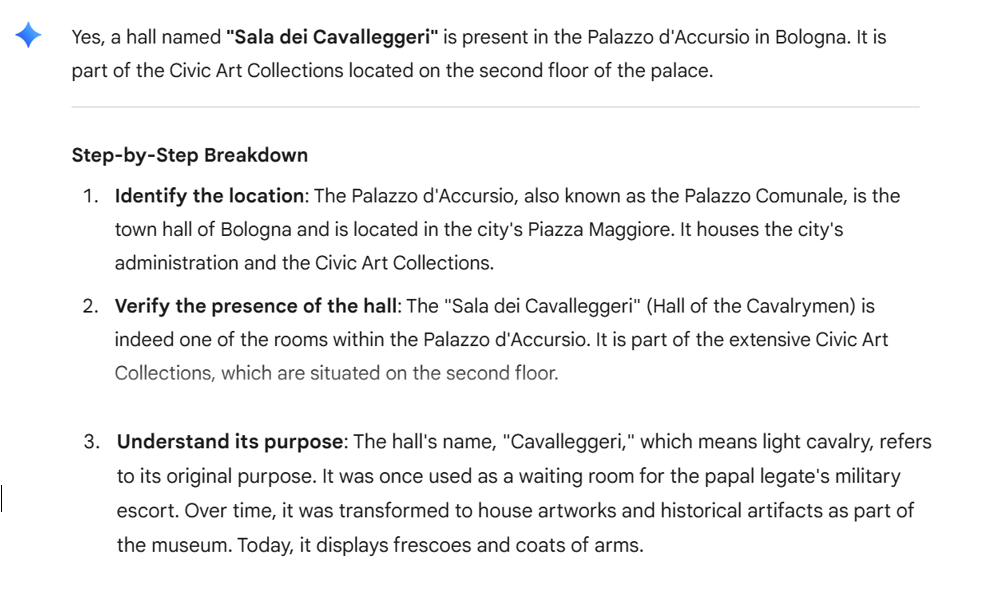 Yes, a hall named "Sala dei Cavalleggeri" is present in the Palazzo d'Accursio in Bologna. It is
part of the Civic Art Collections located on the second floor of the palace.
Step-by-Step Breakdown
1. Identify the location: The Palazzo d'Accursio, also known as the Palazzo Comunale, is the
town hall of Bologna and is located in the city's Piazza Maggiore. It houses the city's
administration and the Civic Art Collections.
2. Verify the presence of the hall: The "Sala dei Cavalleggeri" (Hall of the Cavalrymen) is
indeed one of the rooms within the Palazzo d'Accursio. It is part of the extensive Civic Art
Collections, which are situated on the second floor.
3. Understand its purpose: The hall's name, "Cavalleggeri," which means light cavalry, refers
to its original purpose. It was once used as a waiting room for the papal legate's military
escort. Over time, it was transformed to house artworks and historical artifacts as part of
the museum. Today, it displays frescoes and coats of arms.